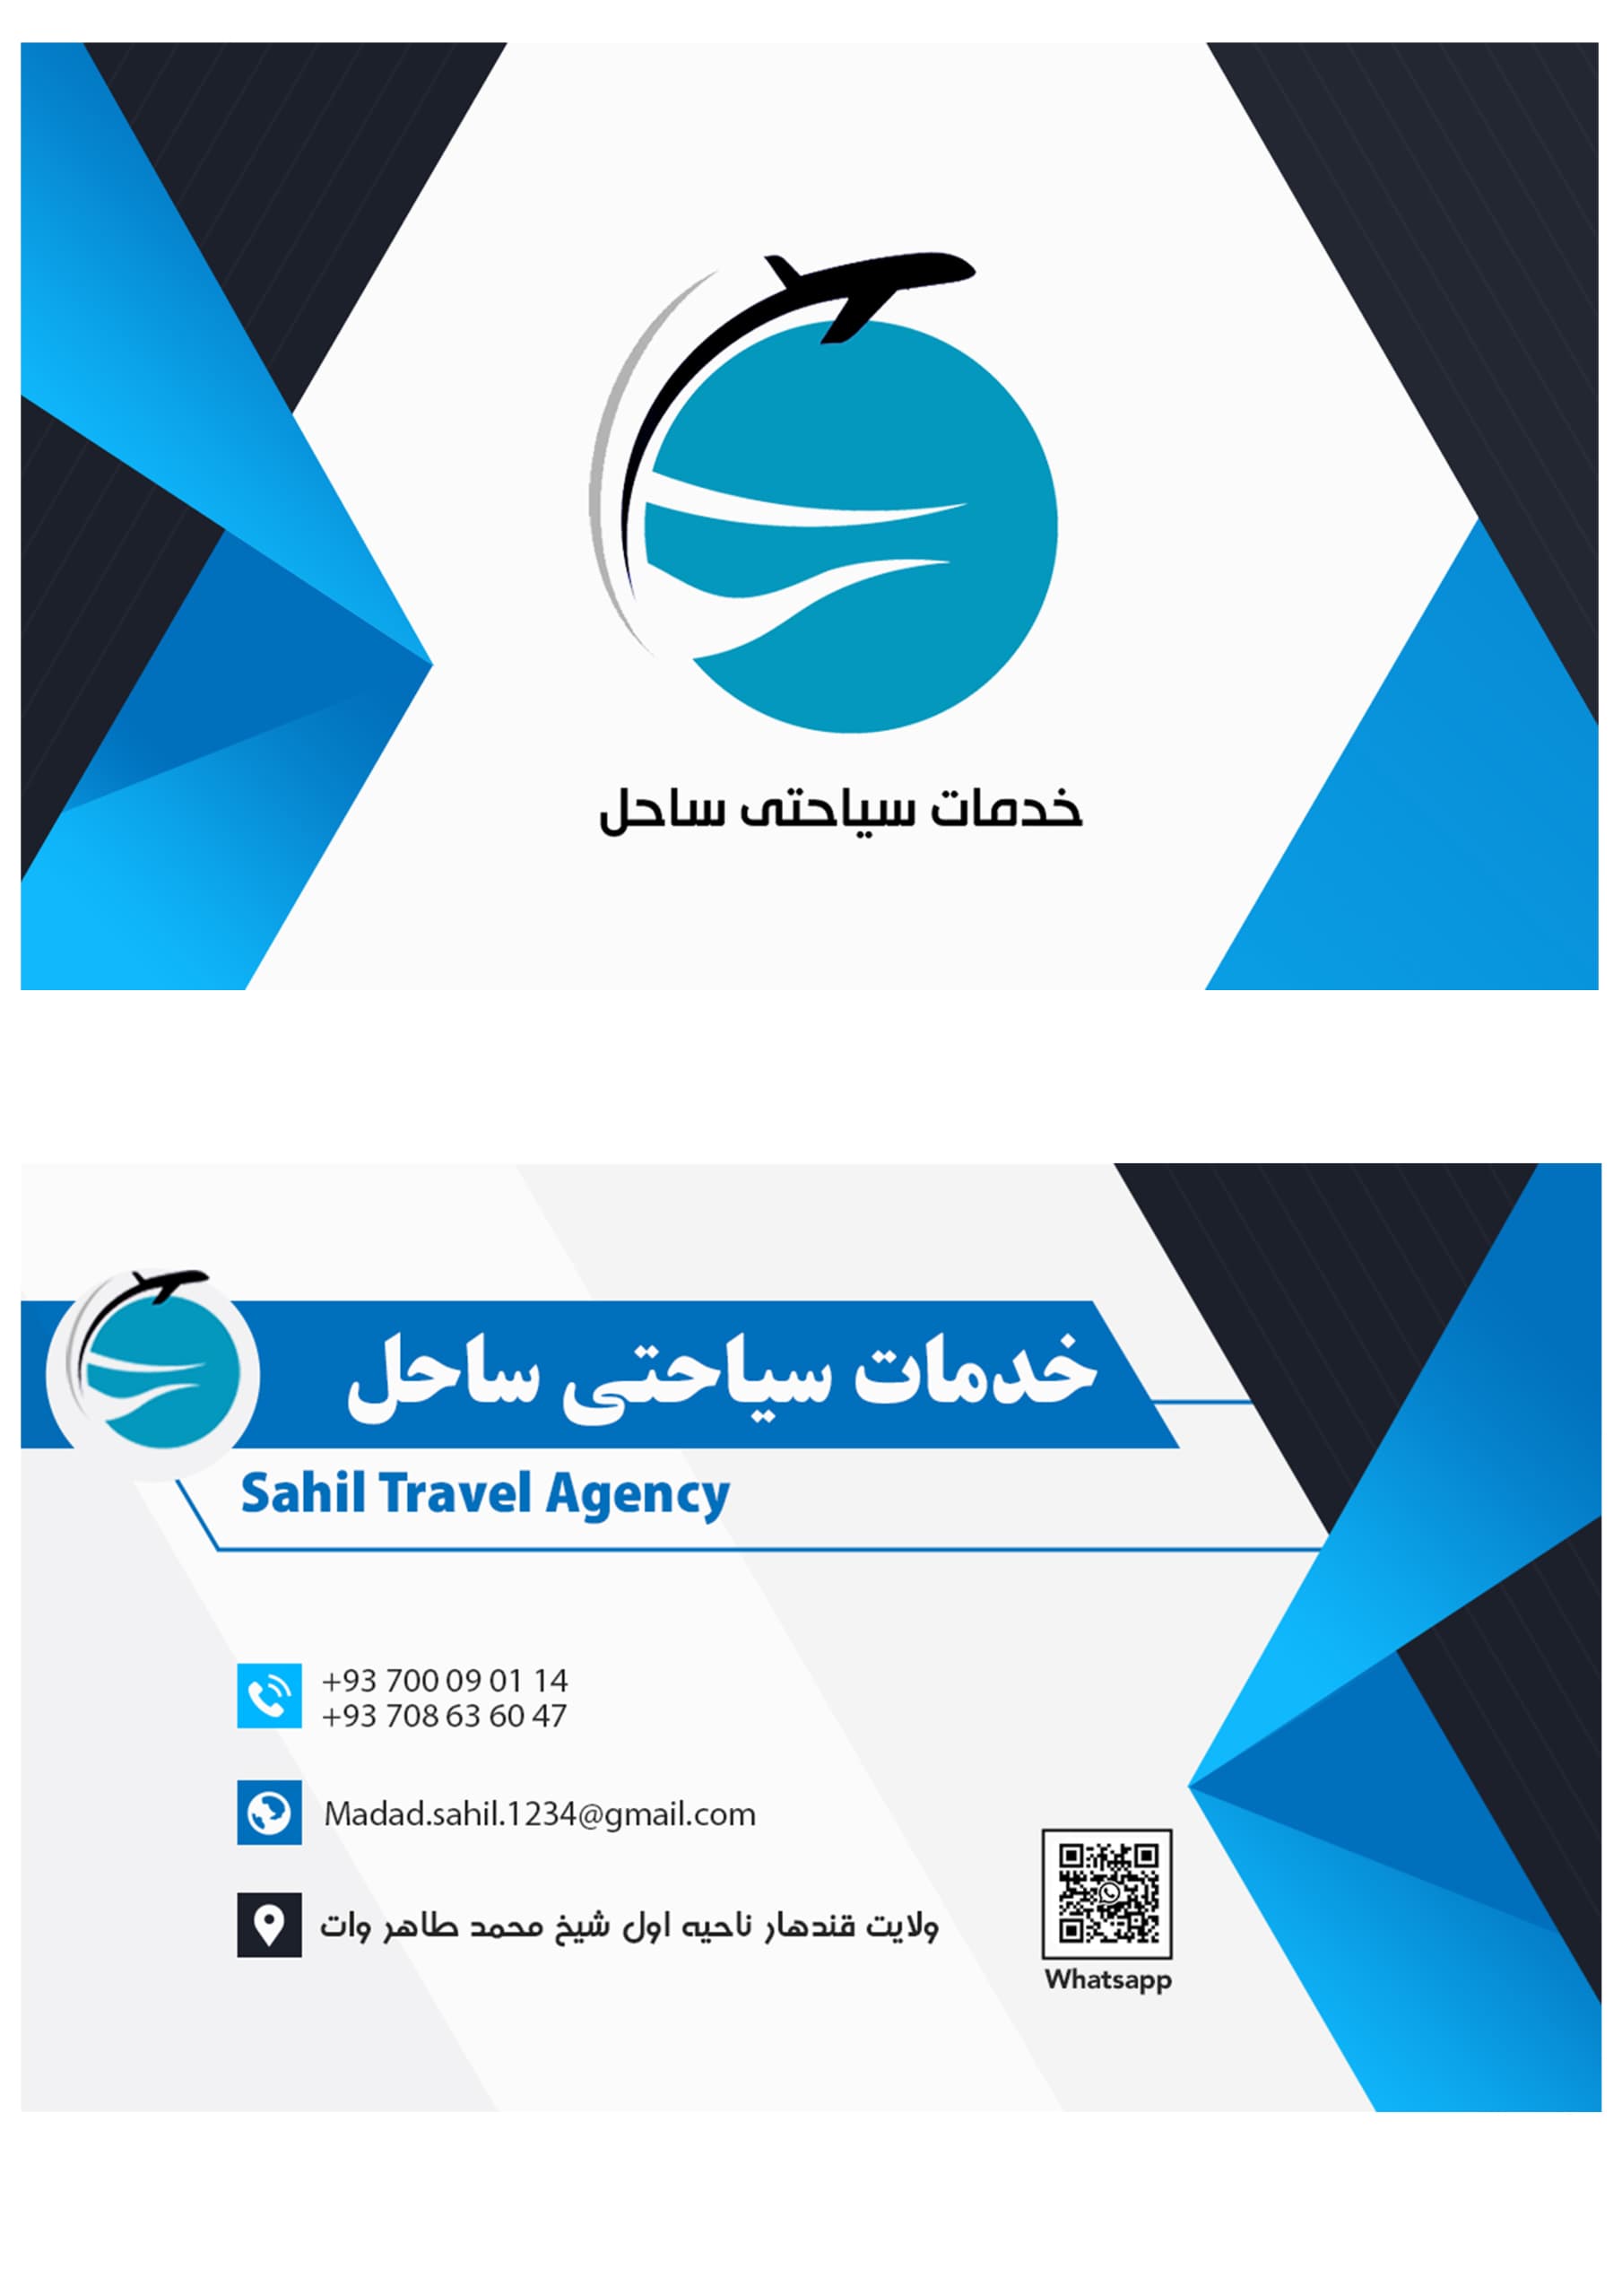 خدمات سیاحتی ساحل
خدمات سیاحتی ساحل
Sahil Travel Agency
+93 700 09 01 14
+93 708 63 60 47
Madad.sahil.1234@gmail.com
ولایت قندهار ناحیه اول شیخ محمد طاهر وات
Whatsapp